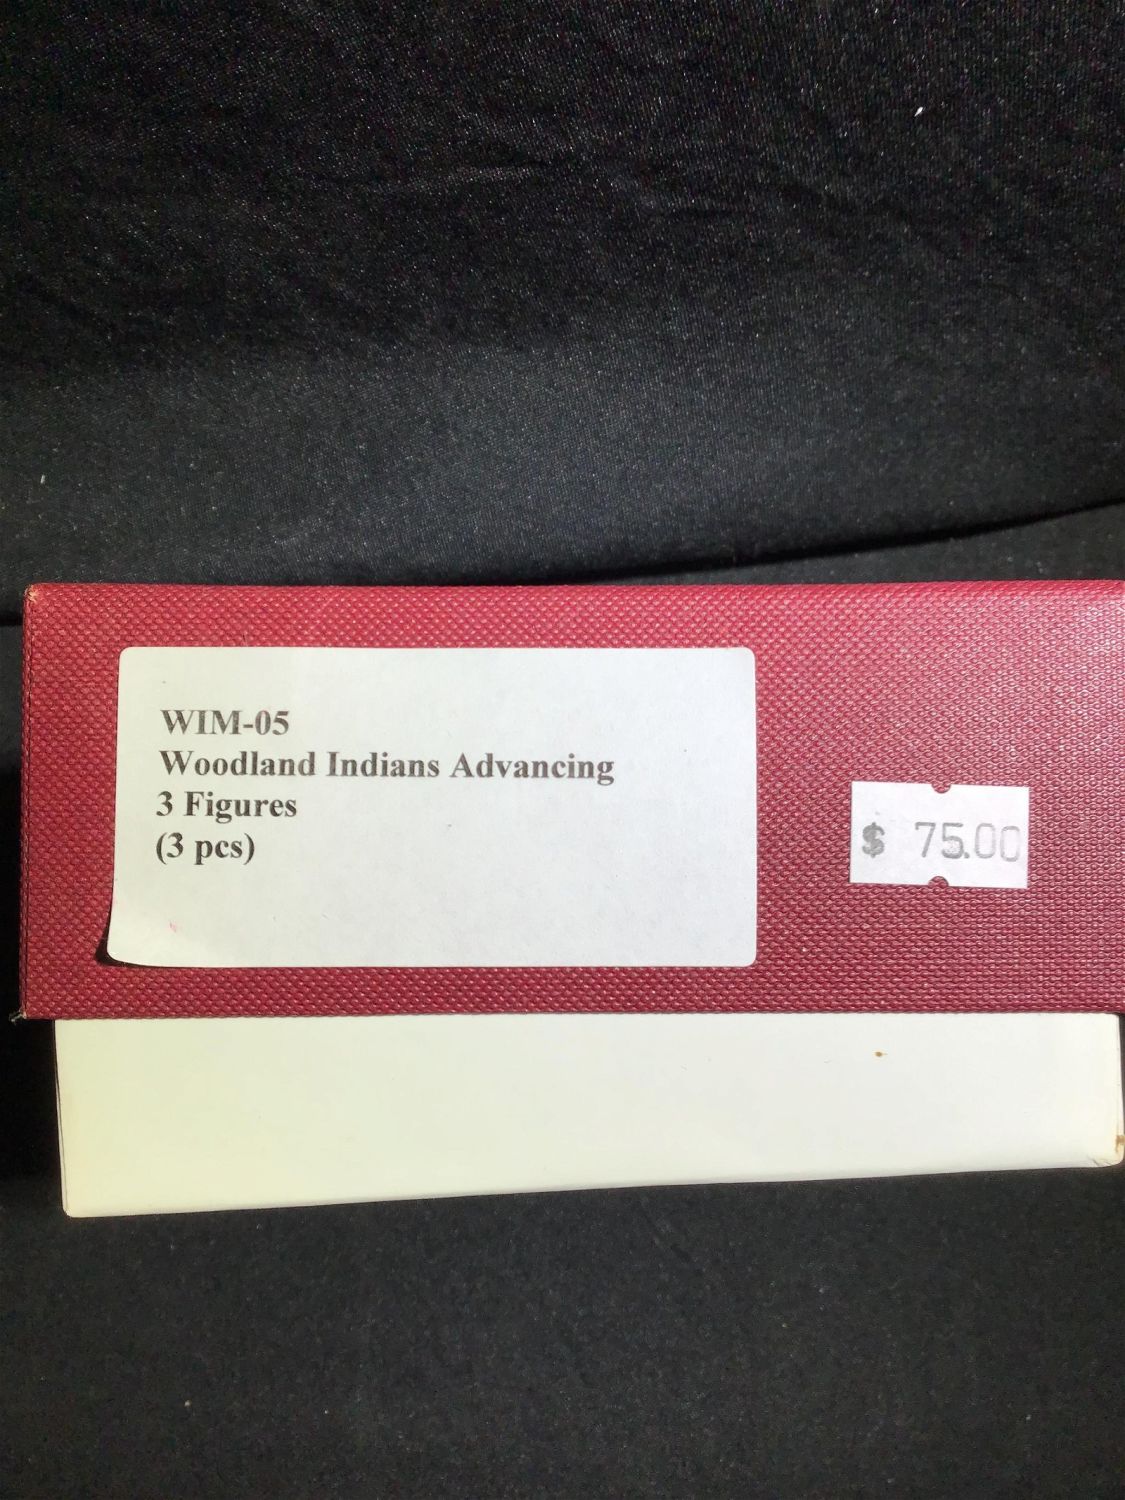 WIM-05
Woodland Indians Advancing
3 Figures
(3 pcs)
$ 75.00